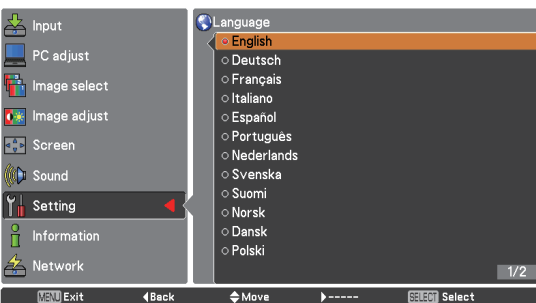 Input
PC adjust
Image select
Image adjust
Screen
Sound
Setting
Information
Network
Language
English
Deutsch
Français
Italiano
Español
Português
Nederlands
Svenska
Suomi
Norsk
Dansk
Polski
1/2
MENU Exit
Back
Move
-----
SELECT Select